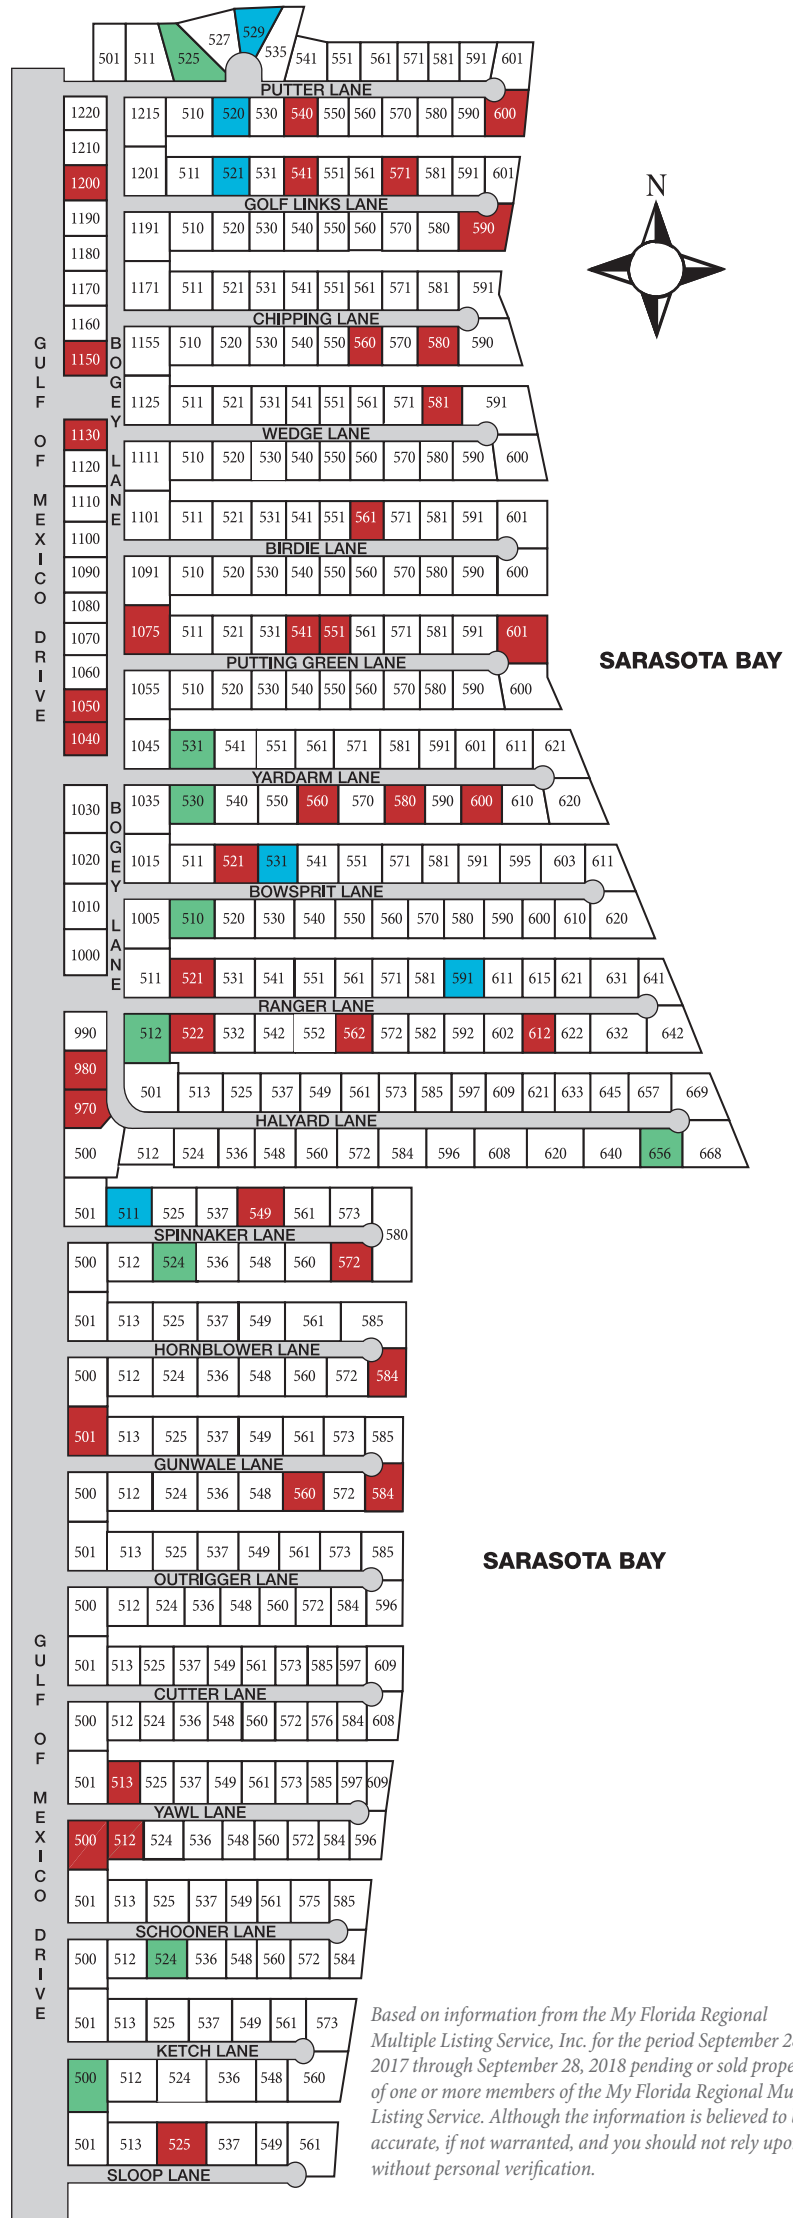 501 511 525 527 529 535 541 551 561 571 581 591 601
PUTTER LANE
1220 1215 510 520 530 540 550 560 570 580 590 600
1210
1200 1201 511 521 531 541 551 561 571 581 591 601
GOLF LINKS LANE
1190 1191 510 520 530 540 550 560 570 580 590
1180
1170 1171 511 521 531 541 551 561 571 581 591
CHIPPING LANE
1160
1150 1155 510 520 530 540 550 560 570 580 590
1125 511 521 531 541 551 561 571 581 591
WEDGE LANE
1130
1120 1111 510 520 530 540 550 560 570 580 590 600
1110
1100 1101 511 521 531 541 551 561 571 581 591 601
BIRDIE LANE
1090 1091 510 520 530 540 550 560 570 580 590 600
1080
1070 1075 511 521 531 541 551 561 571 581 591 601
PUTTING GREEN LANE
1060
1050 1055 510 520 530 540 550 560 570 580 590 600
1040 1045 531 541 551 561 571 581 591 601 611 621
YARDARM LANE
1030 1035 530 540 550 560 570 580 590 600 610 620
1020 1015 511 521 531 541 551 571 581 591 595 603 611
BOWSPRIT LANE
1010 1005 510 520 530 540 550 560 570 580 590 600 610 620
1000
511 521 531 541 551 561 571 581 591 611 615 621 631 641
RANGER LANE
990 512 522 532 542 552 562 572 582 592 602 612 622 632 642
980
970 501 513 525 537 549 561 573 585 597 609 621 633 645 657 669
HALYARD LANE
500 512 524 536 548 560 572 584 596 608 620 640 656 668
501 511 525 537 549 561 573 580
SPINNAKER LANE
500 512 524 536 548 560 572
501 513 525 537 549 561 585
HORNBLOWER LANE
500 512 524 536 548 560 572 584
501 513 525 537 549 561 573 585
GUNWALE LANE
500 512 524 536 548 560 572 584
501 513 525 537 549 561 573 585
OUTRIGGER LANE
500 512 524 536 548 560 572 584 596
501 513 525 537 549 561 573 585 597 609
CUTTER LANE
500 512 524 536 548 560 572 576 584 608
501 513 525 537 549 561 573 585 597 609
YAWL LANE
500 512 524 536 548 560 572 584 596
501 513 525 537 549 561 575 585
SCHOONER LANE
500 512 524 536 548 560 572 584
501 513 525 537 549 561 573
KETCH LANE
500 512 524 536 548 560
501 513 525 537 549 561
SLOOP LANE
GULF OF MEXICO DRIVE
BOGEY LANE
BOGEY LANE
GULF OF MEXICO DRIVE
N
SARASOTA BAY
SARASOTA BAY
Based on information from the My Florida Regional
Multiple Listing Service, Inc. for the period September
2017 through September 28, 2018 pending or sold
of one or more members of the My Florida Regional
Listing Service. Although the information is believed to
accurate, if not warranted, and you should not rely
without personal verification.